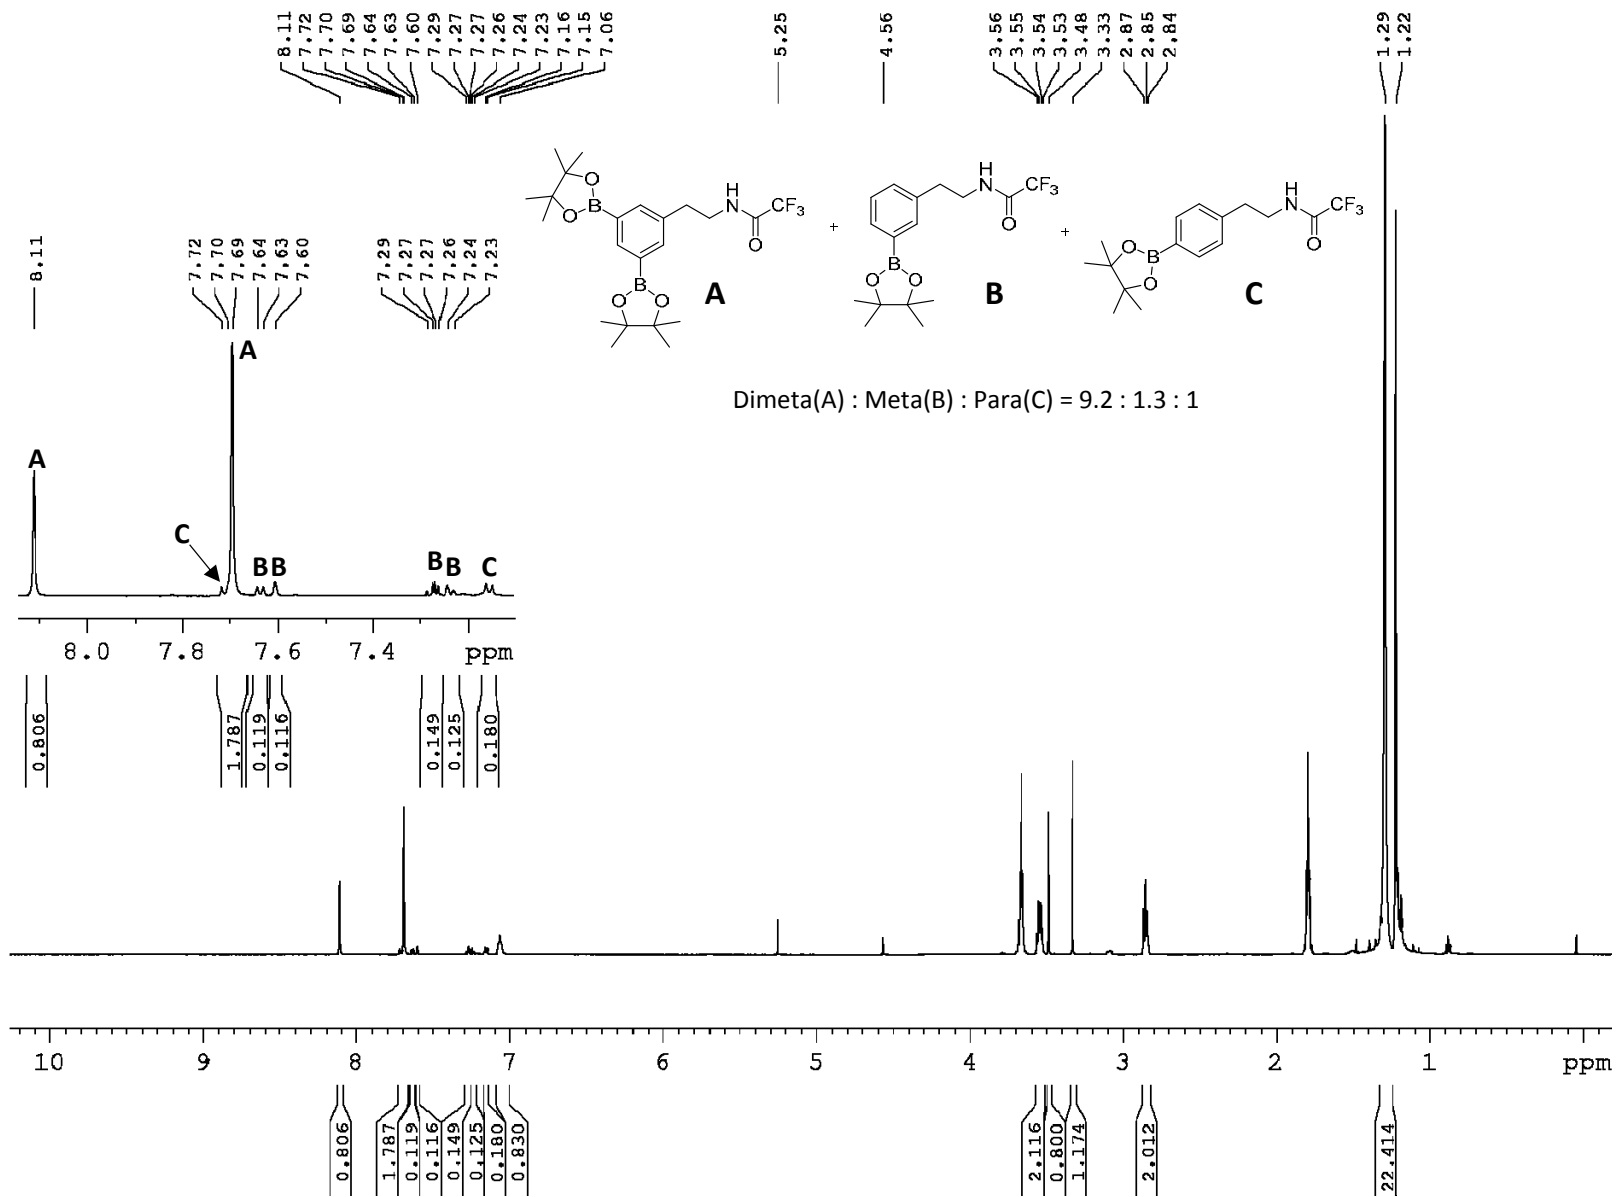 8.11 7.72 7.70 7.69 7.64 7.63 7.60 7.29 7.27 7.27 7.26 7.24 7.23 7.16 7.15 7.06 5.25 4.56 3.56 3.55 3.54 3.53 3.48 3.33 2.87 2.85 2.84 1.29 1.22
O
B
O
B
O O
H
N
CF3
O
A
+
H
N
CF3
O
B
O O
B
+
H
N
CF3
O
O
B
O
C
Dimeta(A) : Meta(B) : Para(C) = 9.2 : 1.3 : 1
8.11 7.72 7.70 7.69 7.64 7.63 7.60 7.29 7.27 7.27 7.26 7.24 7.23
A
A
C
B B B B C
8.0 7.8 7.6 7.4 ppm
0.806 1.787 0.119 0.116 0.149 0.125 0.180
10 9 8 7 6 5 4 3 2 1 ppm
0.806 1.787 0.119 0.116 0.149 0.125 0.180 0.830 2.116 0.800 1.174 2.012 22.414